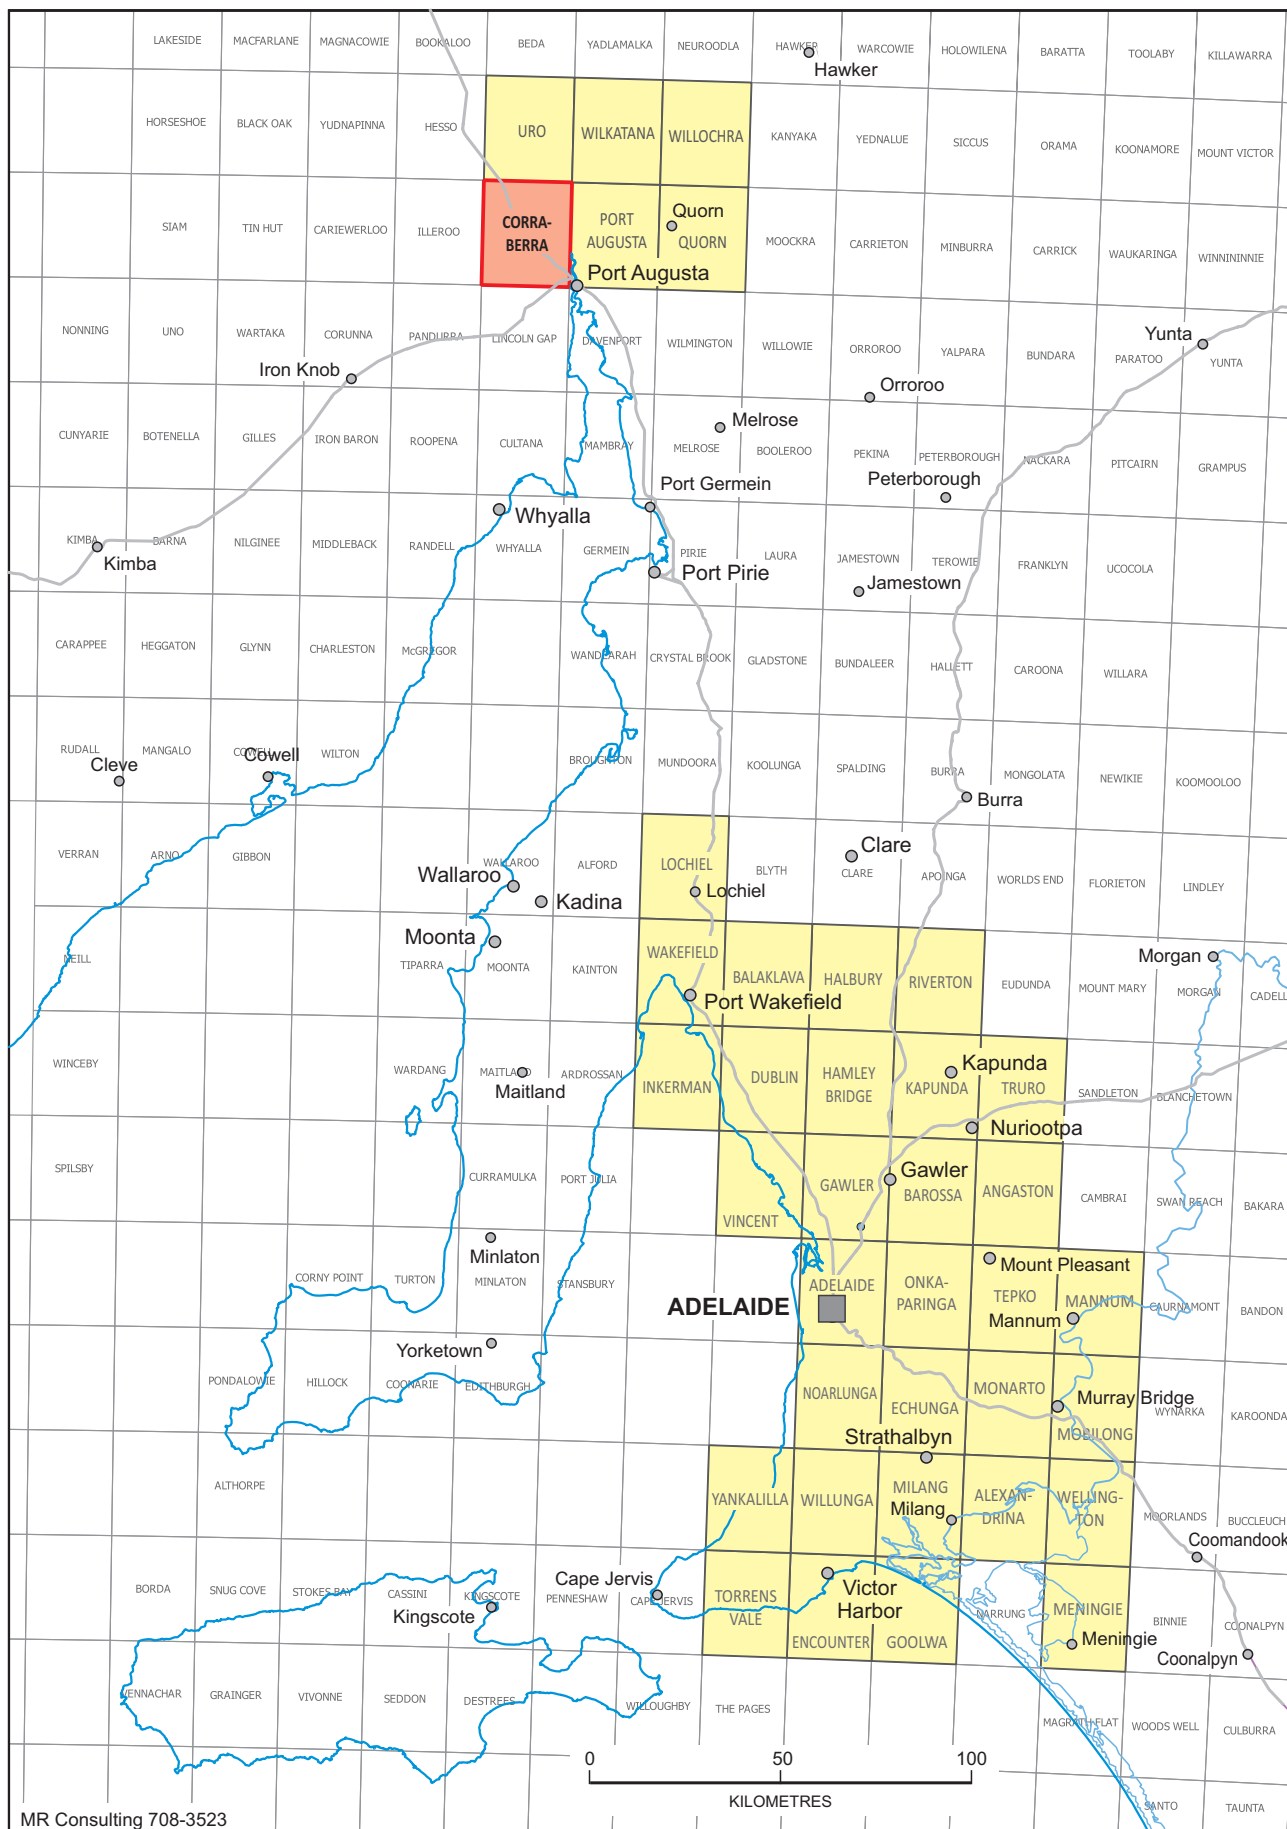 LAKESIDE
MACFARLANE
MAGNACOWIE
BOOKALOO
BEDA
YADLAMALKA
NEUROODLA
HAWKER
WARCOWIE
HOLOWILENA
BARATTA
TOOLABY
KILLAWARRA
Hawker
HORSESHOE
BLACK OAK
YUDNAPINNA
HESSO
URO
WILKATANA
WILLOCHRA
KANYAKA
YEDNALUE
SICCUS
ORAMA
KOONAMORE
MOUNT VICTOR
SIAM
TIN HUT
CARIEWERLOO
ILLEROO
CORRA-
BERRA
PORT
AUGUSTA
Quorn
QUORN
MOOCKRA
CARRIETON
MINBURRA
CARRICK
WAUKARINGA
WINNININNIE
Port Augusta
NONNING
UNO
WARTAKA
CORUNNA
PANDURRA
LINCOLN GAP
DAVENPORT
WILMINGTON
WILLOWIE
ORROROO
YALPARA
BUNDARA
PARATOO
Yunta
YUNTA
Iron Knob
Orroroo
CUNYARIE
BOTENELLA
GILLES
IRON BARON
ROOPENA
CULTANA
MAMBRAY
Melrose
MELROSE
BOOLEROO
PEKINA
PETERBOROUGH
NACKARA
PITCAIRN
GRAMPUS
Peterborough
Port Germein
Whyalla
KIMBA
Kimba
BARNA
NILGINEE
MIDDLEBACK
RANDELL
WHYALLA
GERMEIN
PIRIE
Port Pirie
LAURA
JAMESTOWN
Jamestown
TEROWIE
FRANKLYN
UCOCOLA
CARAPPEE
HEGGATON
GLYNN
CHARLESTON
McGREGOR
WANDEARAH
CRYSTAL BROOK
GLADSTONE
BUNDALEER
HALLETT
CAROONA
WILLARA
RUDALL
Cleve
MANGALO
COWELL
Cowell
WILTON
BROUGHTON
MUNDOORA
KOOLUNGA
SPALDING
BURRA
Burra
MONGOLATA
NEWIKIE
KOOMOOLOO
VERRAN
ARNO
GIBBON
WALLAROO
Wallaroo
ALFORD
Kadina
LOCHIEL
Lochiel
BLYTH
Clare
CLARE
APOINGA
WORLDS END
FLORIETON
LINDLEY
NEILL
TIPARRA
Moonta
MOONTA
KAINTON
WAKEFIELD
BALAKLAVA
HALBURY
RIVERTON
EUDUNDA
MOUNT MARY
Morgan
MORGAN
CADELL
Port Wakefield
WINCEBY
WARDANG
MAITLAND
Maitland
ARDROSSAN
INKERMAN
DUBLIN
HAMLEY
BRIDGE
Kapunda
KAPUNDA
TRURO
SANDLETON
BLANCHETOWN
Nuriootpa
SPILSBY
CURRAMULKA
PORT JULIA
VINCENT
GAWLER
Gawler
BAROSSA
ANGASTON
CAMBRAI
SWAN REACH
BAKARA
CORNY POINT
TURTON
Minlaton
MINLATON
STANSBURY
ADELAIDE
ADELAIDE
ONKA-
PARINGA
Mount Pleasant
TEPKO
MANNUM
Mannum
CAURNAMONT
BANDON
PONDALOWIE
HILLOCK
COONARIE
Yorketown
EDITHBURGH
NOARLUNGA
ECHUNGA
MONARTO
Murray Bridge
MOBILONG
WYNARKA
KAROONDA
Strathalbyn
ALTHORPE
YANKALILLA
WILLUNGA
MILANG
Milang
ALEXAN-
DRINA
WELLING-
TON
MOORLANDS
BUCCLEUCH
Coomandook
BORDA
SNUG COVE
STOKES BAY
CASSINI
KINGSCOTE
Kingscote
PENNESHAW
Cape Jervis
CAPE JERVIS
TORRENS
VALE
Victor
Harbor
ENCOUNTER
GOOLWA
NARRUNG
MENINGIE
Meningie
BINNIE
COONALPYN
Coonalpyn
VENNACHAR
GRAINGER
VIVONNE
SEDDON
DESTREES
WILLOUGHBY
THE PAGES
MAGRATH FLAT
WOODS WELL
CULBURRA
0 50 100
KILOMETRES
SANTO
TAUNTA
MR Consulting 708-3523